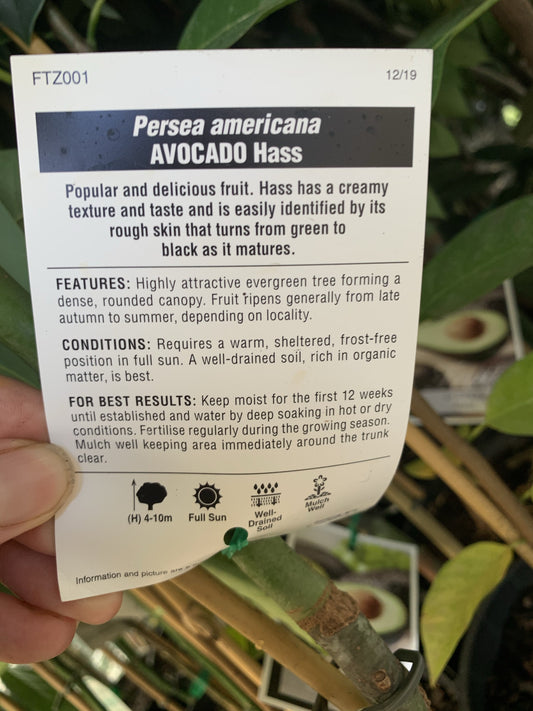 FTZ001
12/19
Persea americana
AVOCADO Hass
Popular and delicious fruit. Hass has a creamy
texture and taste and is easily identified by its
rough skin that turns from green to
black as it matures.
FEATURES: Highly attractive evergreen tree forming a
dense, rounded canopy. Fruit ripens generally from late
autumn to summer, depending on locality.
CONDITIONS: Requires a warm, sheltered, frost-free
position in full sun. A well-drained soil, rich in organic
matter, is best.
FOR BEST RESULTS: Keep moist for the first 12 weeks
until established and water by deep soaking in hot or dry
conditions. Fertilise regularly during the growing season.
Mulch well keeping area immediately around the trunk
clear.
(H) 4-10m
Full Sun
Well-
Drained
Soil
Mulch
Well
Information and picture are